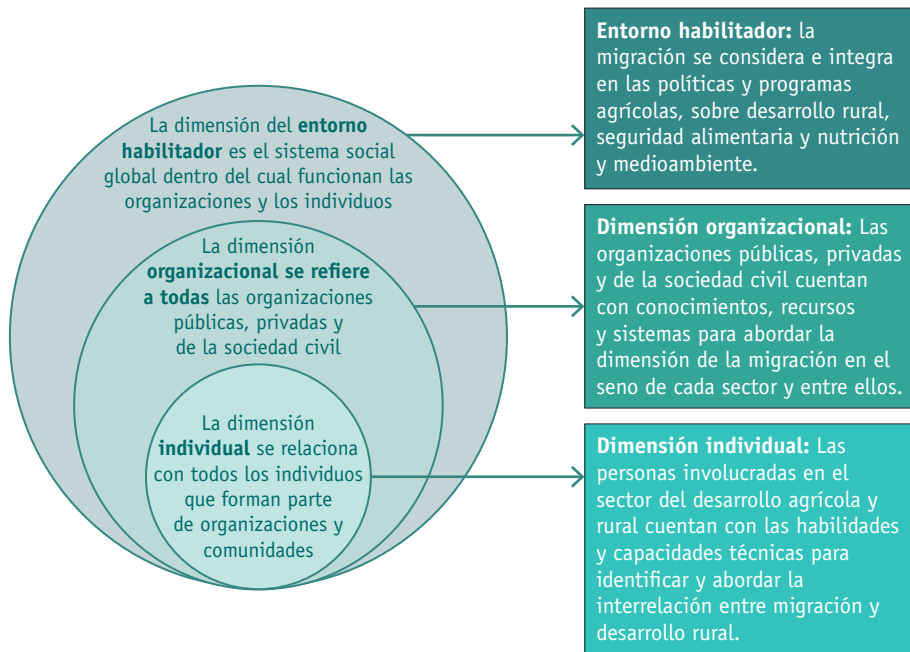 La dimensión del entorno
habilitador es el sistema social
global dentro del cual funcionan las
organizaciones y los individuos
La dimensión
organizacional se refiere
a todas las organizaciones
públicas, privadas y
de la sociedad civil
La dimensión
individual se relaciona
con todos los individuos
que forman parte
de organizaciones y
comunidades
Entorno habilitador: la
migración se considera e integra
en las políticas y programas
agrícolas, sobre desarrollo rural,
seguridad alimentaria y nutrición
y medioambiente.
Dimensión organizacional: Las
organizaciones públicas, privadas
y de la sociedad civil cuentan
con conocimientos, recursos
y sistemas para abordar la
dimensión de la migración en el
seno de cada sector y entre ellos.
Dimensión individual: Las
personas involucradas en el
sector del desarrollo agrícola y
rural cuentan con las habilidades
y capacidades técnicas para
identificar y abordar la
interrelación entre migración y
desarrollo rural.